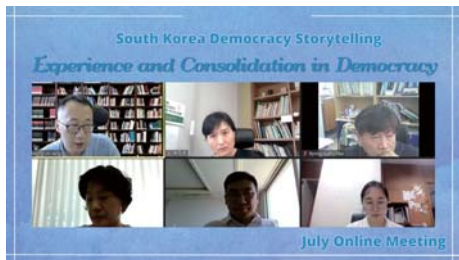 South Korea Democracy Storytelling
Experience and Consolidation in Democracy
July Online Meeting